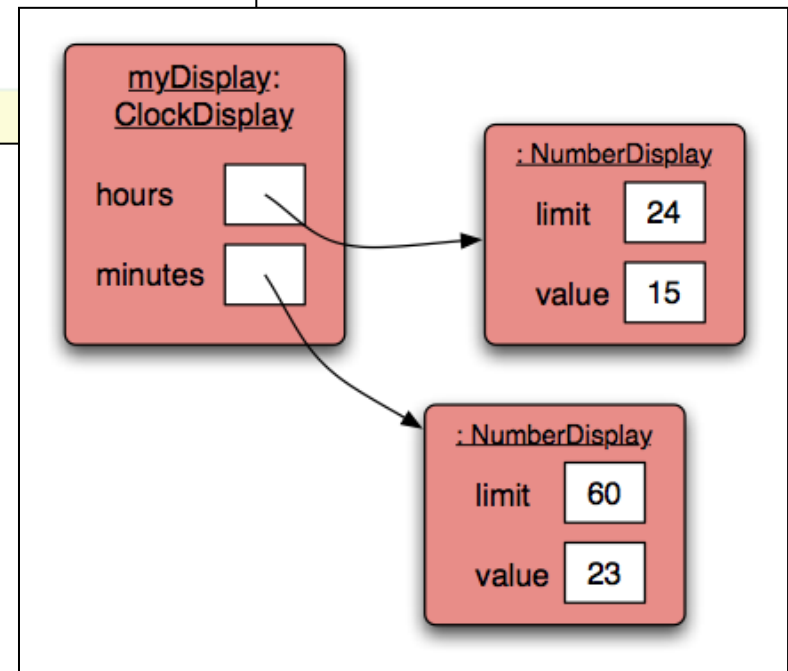 myDisplay:
ClockDisplay
hours
minutes
: NumberDisplay
limit 24
value 15
: NumberDisplay
limit 60
value 23